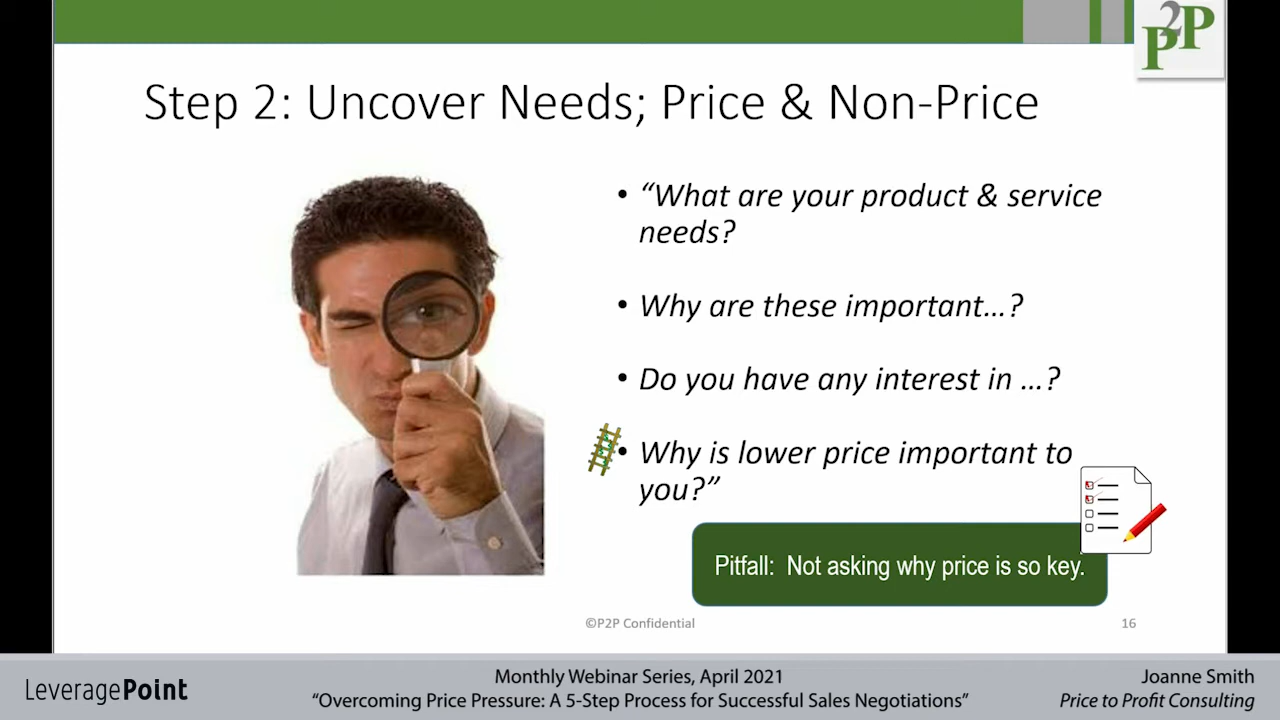 P2P
Step 2: Uncover Needs; Price & Non-Price
• “What are your product & service
needs?
• Why are these important...?
• Do you have any interest in ...?
• Why is lower price important to
you?”
Pitfall: Not asking why price is so key.
©P2P Confidential
16
LeveragePoint
Monthly Webinar Series, April 2021
“Overcoming Price Pressure: A 5-Step Process for Successful Sales Negotiations”
Joanne Smith
Price to Profit Consulting